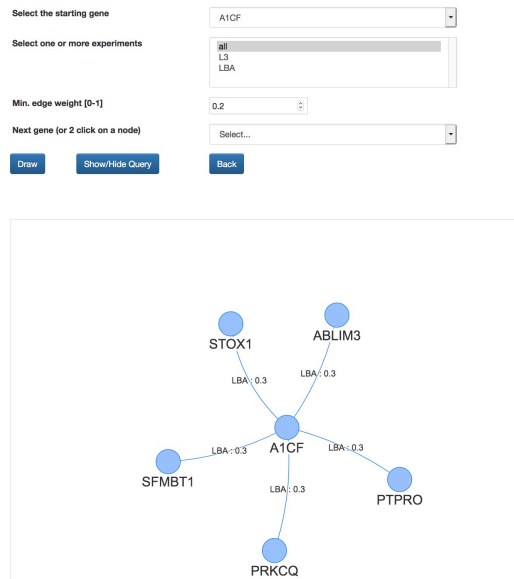 Select the starting gene
A1CF
Select one or more experiments
all
L3
LBA
Min. edge weight [0-1]
0.2
Next gene (or 2 click on a node)
Select...
Draw
Show/Hide Query
Back
STOX1
ABLIM3
LBA : 0.3
LBA : 0.3
LBA : 0.3
A1CF
LBA : 0.3
SFMBT1
LBA : 0.3
PTPRO
PRKCQ